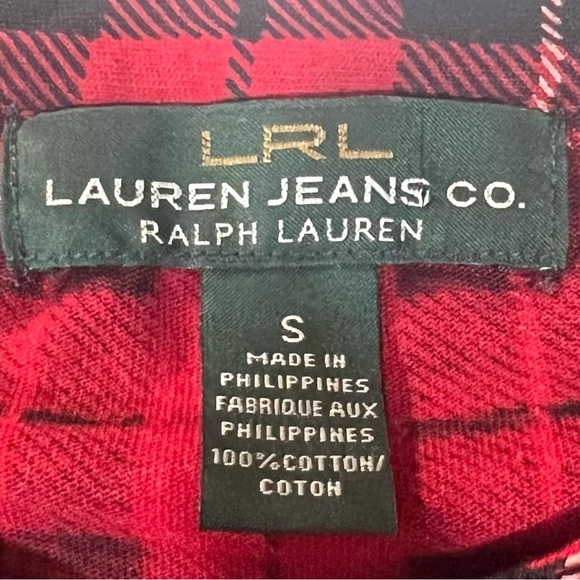 LRL
LAUREN JEANS CO.
RALPH LAUREN
S
MADE IN
PHILIPPINES
FABRIQUE AUX
PHILIPPINES
100% COTTON/
COTON